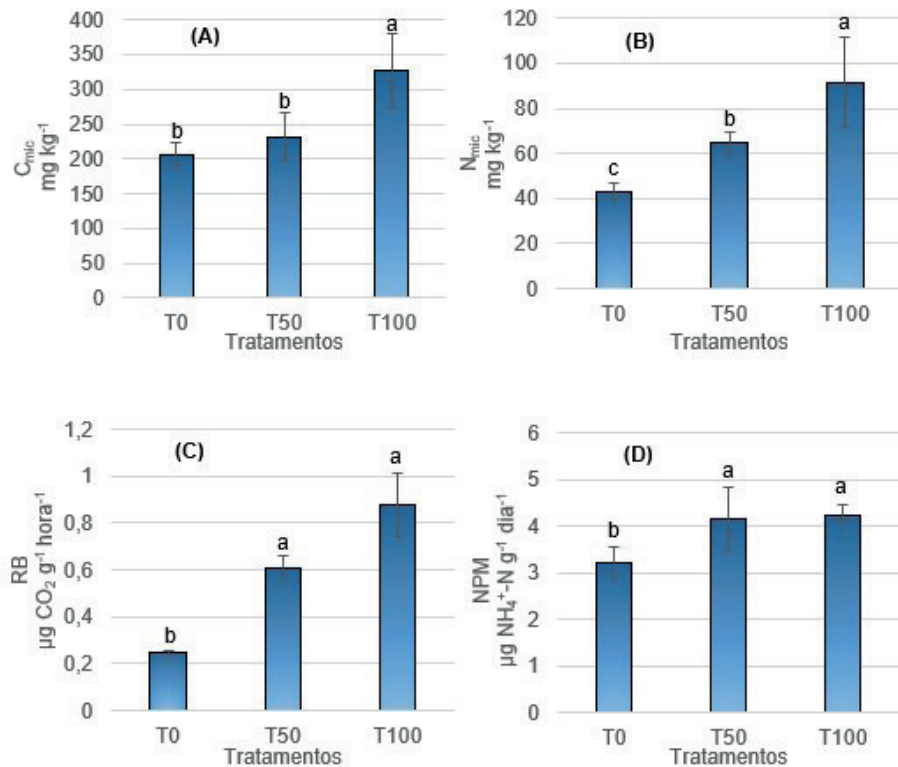 (A)
C_mic
mg kg⁻¹
400
350
300
250
200
150
100
50
0
b
b
a
T0 T50 T100
Tratamentos
(B)
N_mic
mg kg⁻¹
120
100
80
60
40
20
0
c
b
a
T0 T50 T100
Tratamentos
(C)
RB
µg CO₂ g⁻¹ hora⁻¹
1,2
1
0,8
0,6
0,4
0,2
0
b
a
a
T0 T50 T100
Tratamentos
(D)
NPM
µg NH₄⁺-N g⁻¹ dia⁻¹
6
5
4
3
2
1
0
b
a
a
T0 T50 T100
Tratamentos